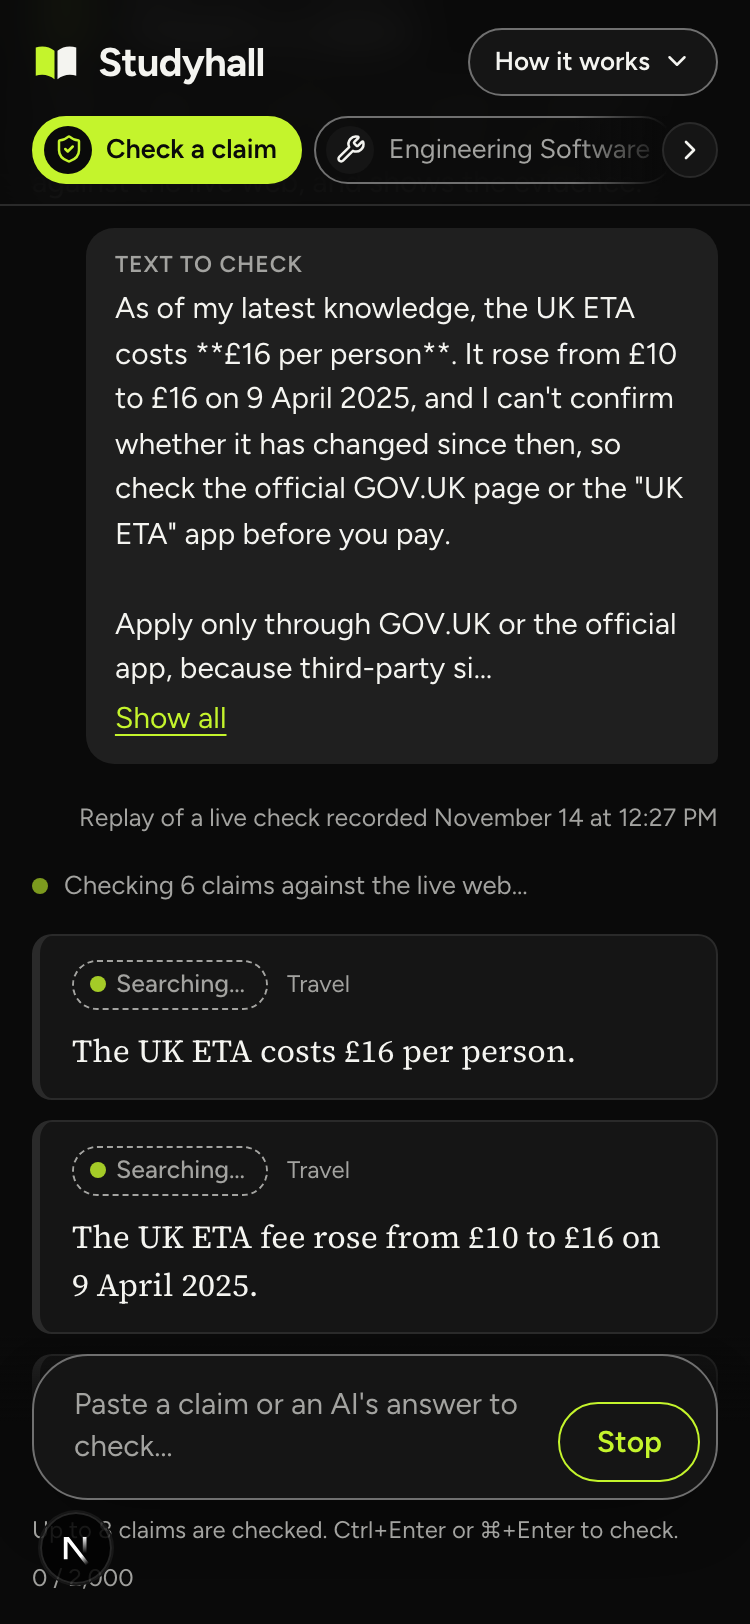 Studyhall
How it works
Check a claim
Engineering Software
TEXT TO CHECK
As of my latest knowledge, the UK ETA
costs **£16 per person**. It rose from £10
to £16 on 9 April 2025, and I can't confirm
whether it has changed since then, so
check the official GOV.UK page or the "UK
ETA" app before you pay.
Apply only through GOV.UK or the official
app, because third-party si...
Show all
Replay of a live check recorded November 14 at 12:27 PM
Checking 6 claims against the live web...
Searching... Travel
The UK ETA costs £16 per person.
Searching... Travel
The UK ETA fee rose from £10 to £16 on
9 April 2025.
Paste a claim or an AI's answer to
check...
Stop
Up to 8 claims are checked. Ctrl+Enter or ⌘+Enter to check.
N
0 / 2,000